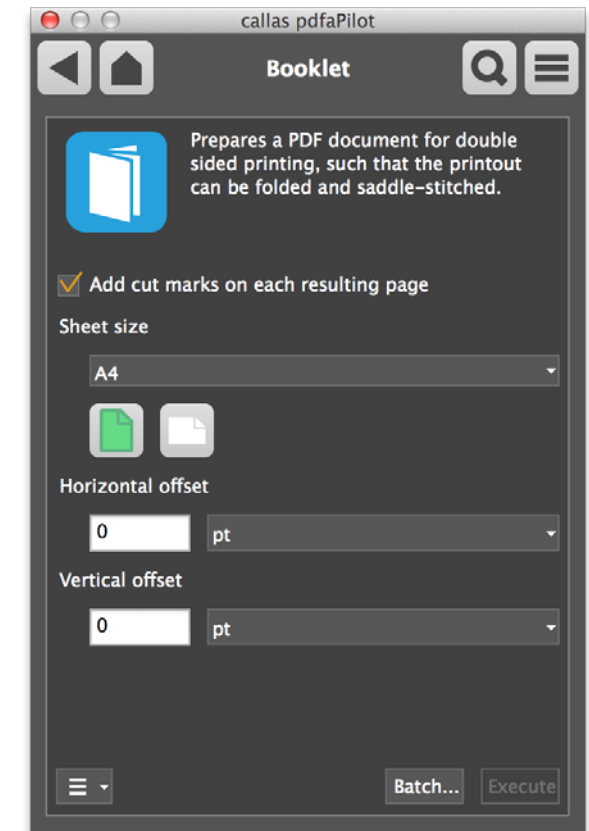 callas pdfaPilot
Booklet
Prepares a PDF document for double
sided printing, such that the printout
can be folded and saddle-stitched.
Add cut marks on each resulting page
Sheet size
A4
Horizontal offset
0 pt
Vertical offset
0 pt
Batch... Execute